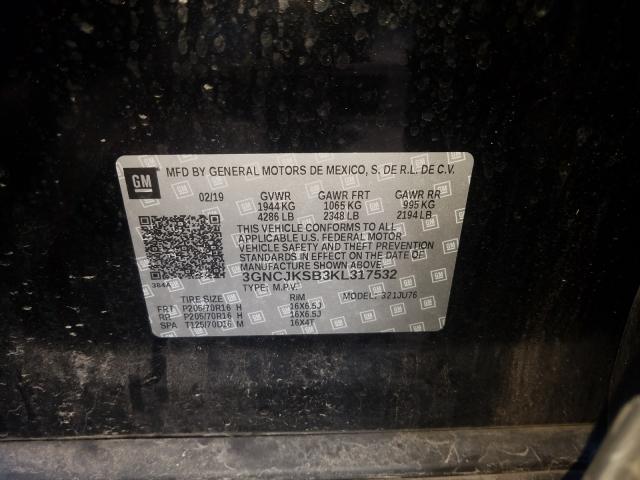 MFD BY GENERAL MOTORS DE MEXICO, S, DE R.L. DE C.V.
GM
02/19 GVWR GAWR FRT GAWR RR
1944 KG 1065 KG 995 KG
4286 LB 2348 LB 2194 LB
THIS VEHICLE CONFORMS TO ALL
APPLICABLE U.S. FEDERAL MOTOR
VEHICLE SAFETY AND THEFT PREVENTION
STANDARDS IN EFFECT ON THE DATE OF
MANUFACTURE SHOWN ABOVE.
3GNCJKSB3KL317532
384A TYPE: M.P.V. MODEL: 321JU76
TIRE SIZE RIM
FRT P205/70R16 H 16X6.5J
RR P205/70R16 H 16X6.5J
SPA T125/70D16 M 16X4T